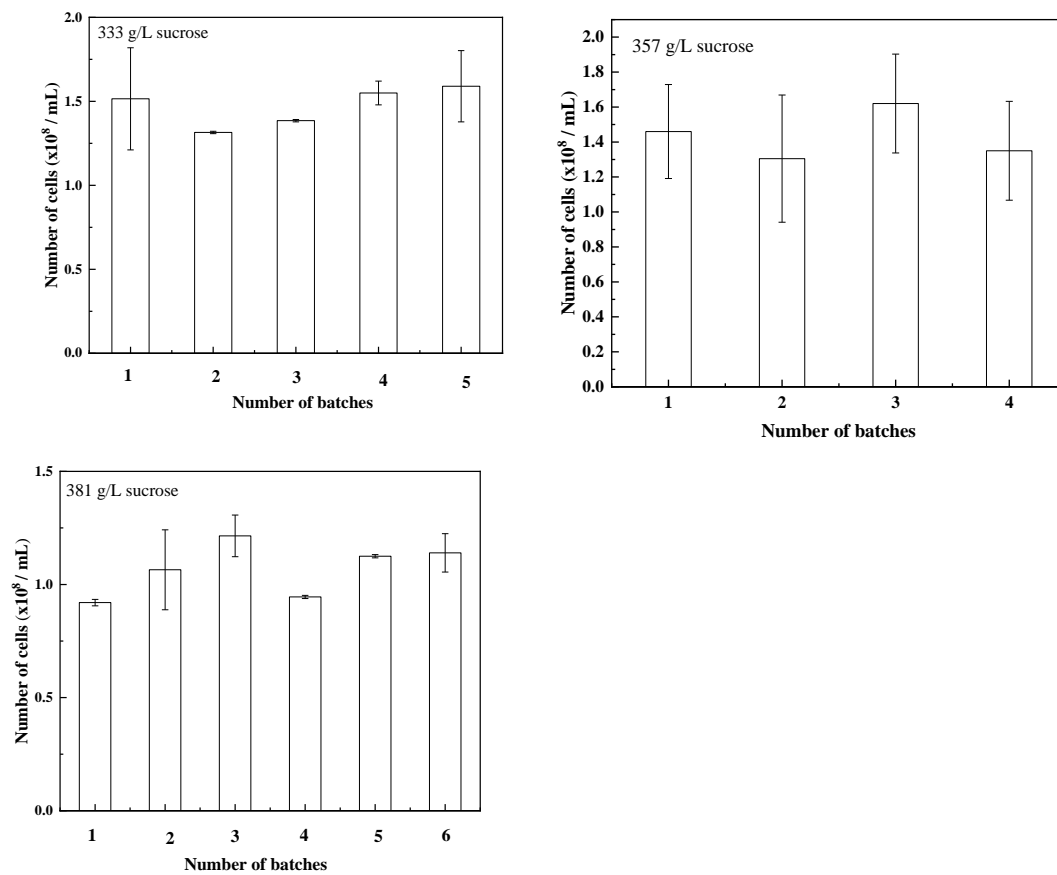 333 g/L sucrose
2.0
1.5
1.0
0.5
0.0
Number of cells (x10⁸ / mL)
1 2 3 4 5
Number of batches
357 g/L sucrose
2.0
1.8
1.6
1.4
1.2
1.0
0.8
0.6
0.4
0.2
0.0
Number of cells (x10⁸ / mL)
1 2 3 4
Number of batches
381 g/L sucrose
1.5
1.0
0.5
0.0
Number of cells (x10⁸ / mL)
1 2 3 4 5 6
Number of batches